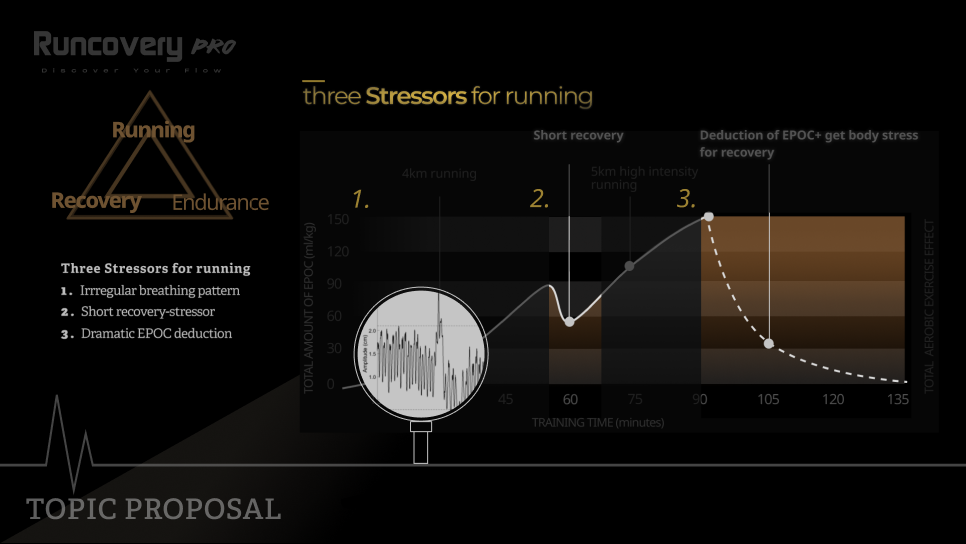 Runcovery PRO
Discover Your Flow
Running
Recovery Endurance
Three Stressors for running
1. Irrregular breathing pattern
2. Short recovery-stressor
3. Dramatic EPOC deduction
three Stressors for running
Short recovery
Deduction of EPOC+ get body stress
for recovery
4km running
5km high intensity
running
1. 2. 3.
TOTAL AMOUNT OF EPOC (ml/kg)
150
120
90
60
30
0
Amplitude (cm)
2.0
1.5
1.0
45 60 75 90 105 120 135
TRAINING TIME (minutes)
TOTAL AEROBIC EXERCISE EFFECT
TOPIC PROPOSAL